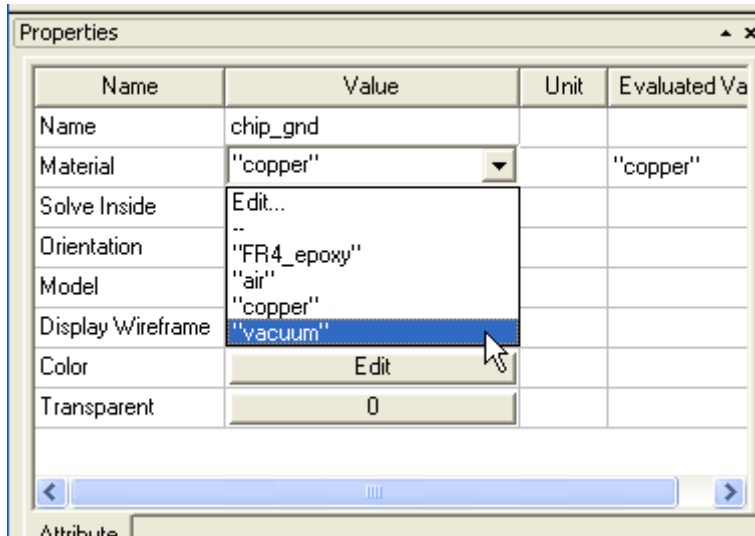 Properties
Name Value Unit Evaluated Va
Name chip_gnd
Material "copper" "copper"
Solve Inside Edit...
--
Orientation "FR4_epoxy"
Model "air"
"copper"
Display Wireframe "vacuum"
Color Edit
Transparent 0
Attribute